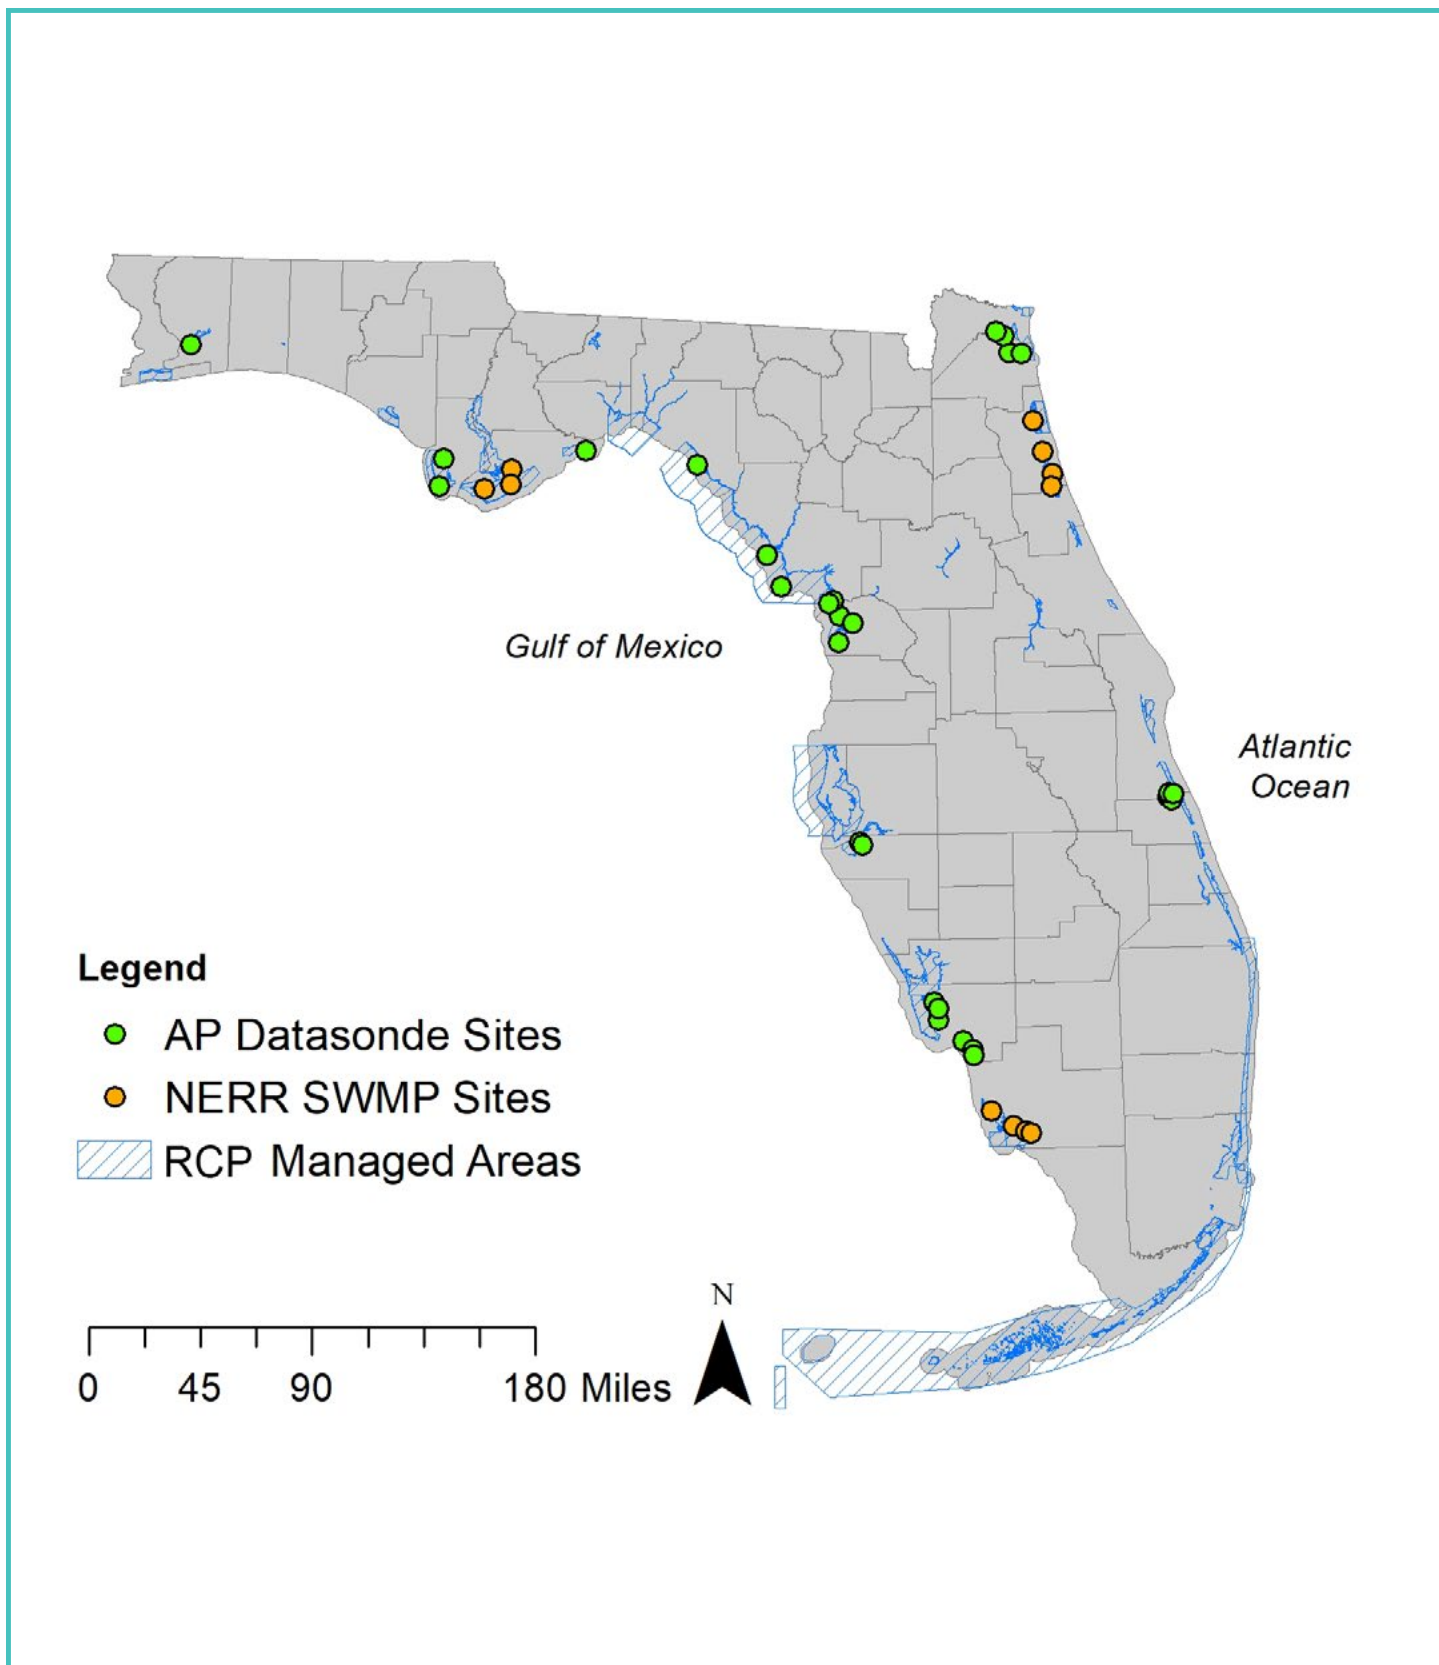 Gulf of Mexico
Atlantic
Ocean
Legend
AP Datasonde Sites
NERR SWMP Sites
RCP Managed Areas
N
0 45 90 180 Miles